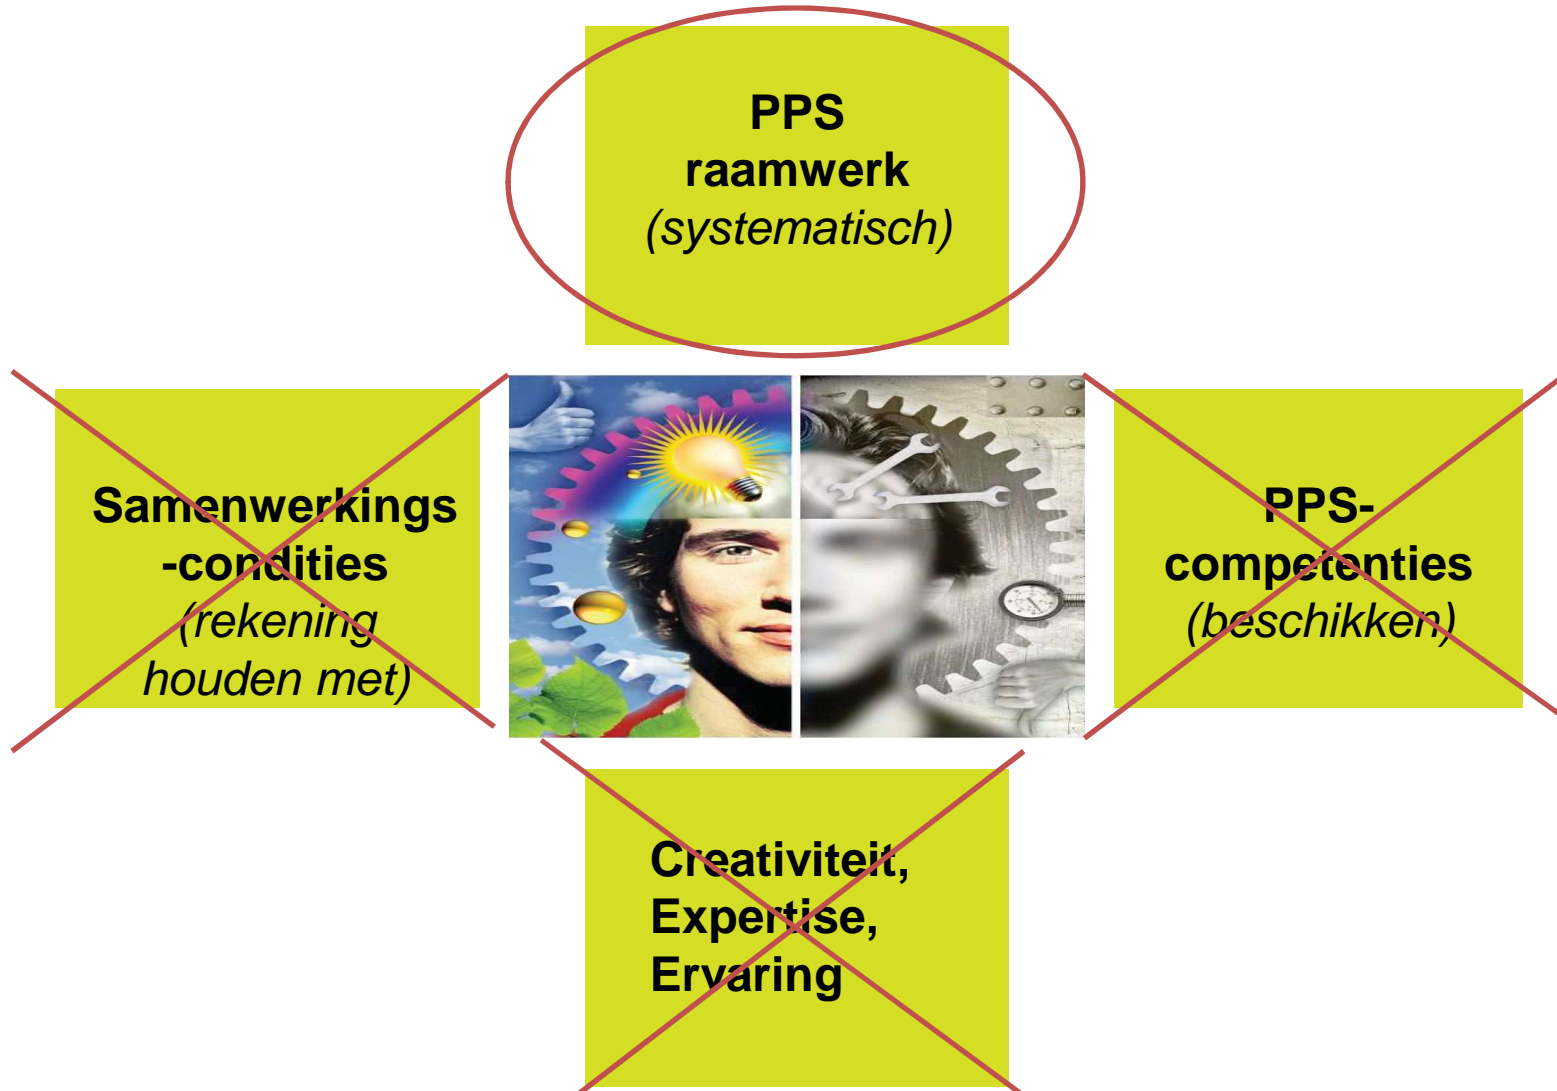 PPS
raamwerk
(systematisch)
Samenwerkings
-condities
(rekening
houden met)
PPS-
competenties
(beschikken)
Creativiteit,
Expertise,
Ervaring